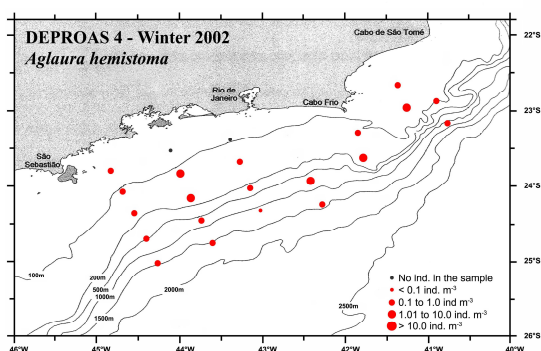 DEPROAS 4 - Winter 2002
Aglaura hemistoma
Cabo de São Tomé
22°S
Rio de
Janeiro
Cabo Frio
23°S
São
Sebastião
24°S
100m
200m
500m
1000m
1500m
2000m
2500m
25°S
No ind. in the sample
< 0.1 ind. m-3
0.1 to 1.0 ind m-3
1.01 to 10.0 ind m-3
> 10.0 ind. m-3
26°S
46°W 45°W 44°W 43°W 42°W 41°W 40°W